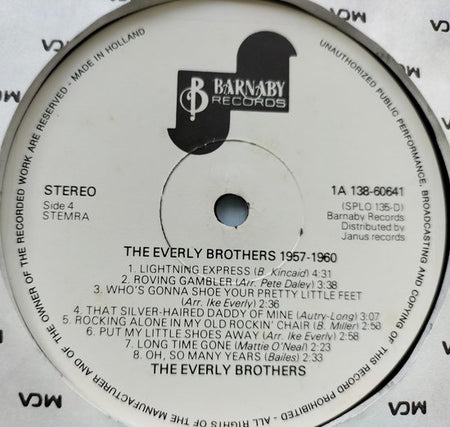 B BARNABY
RECORDS
ALL RIGHTS OF THE MANUFACTURER AND OF THE OWNER OF THE RECORDED WORK ARE RESERVED - MADE IN HOLLAND
UNAUTHORIZED PUBLIC PERFORMANCE, BROADCASTING AND COPYING OF THIS RECORD PROHIBITED -
STEREO
Side 4
STEMRA
1A 138-60641
(SPLO 135-D)
Barnaby Records
Distributed by
Janus records
THE EVERLY BROTHERS 1957-1960
1. LIGHTNING EXPRESS (B. Kincaid) 4:31
2. ROVING GAMBLER (Arr. Pete Daley) 3:38
3. WHO'S GONNA SHOE YOUR PRETTY LITTLE FEET
(Arr. Ike Everly) 2:36
4. THAT SILVER-HAIRED DADDY OF MINE (Autry-Long) 3:07
5. ROCKING ALONE IN MY OLD ROCKIN' CHAIR (B. Miller) 2:58
6. PUT MY LITTLE SHOES AWAY (Arr. Ike Everly) 2:58
7. LONG TIME GONE (Mattie O'Neal) 2:23
8. OH, SO MANY YEARS (Bailes) 2:33
THE EVERLY BROTHERS
MCA
MCA
MCA
MCA